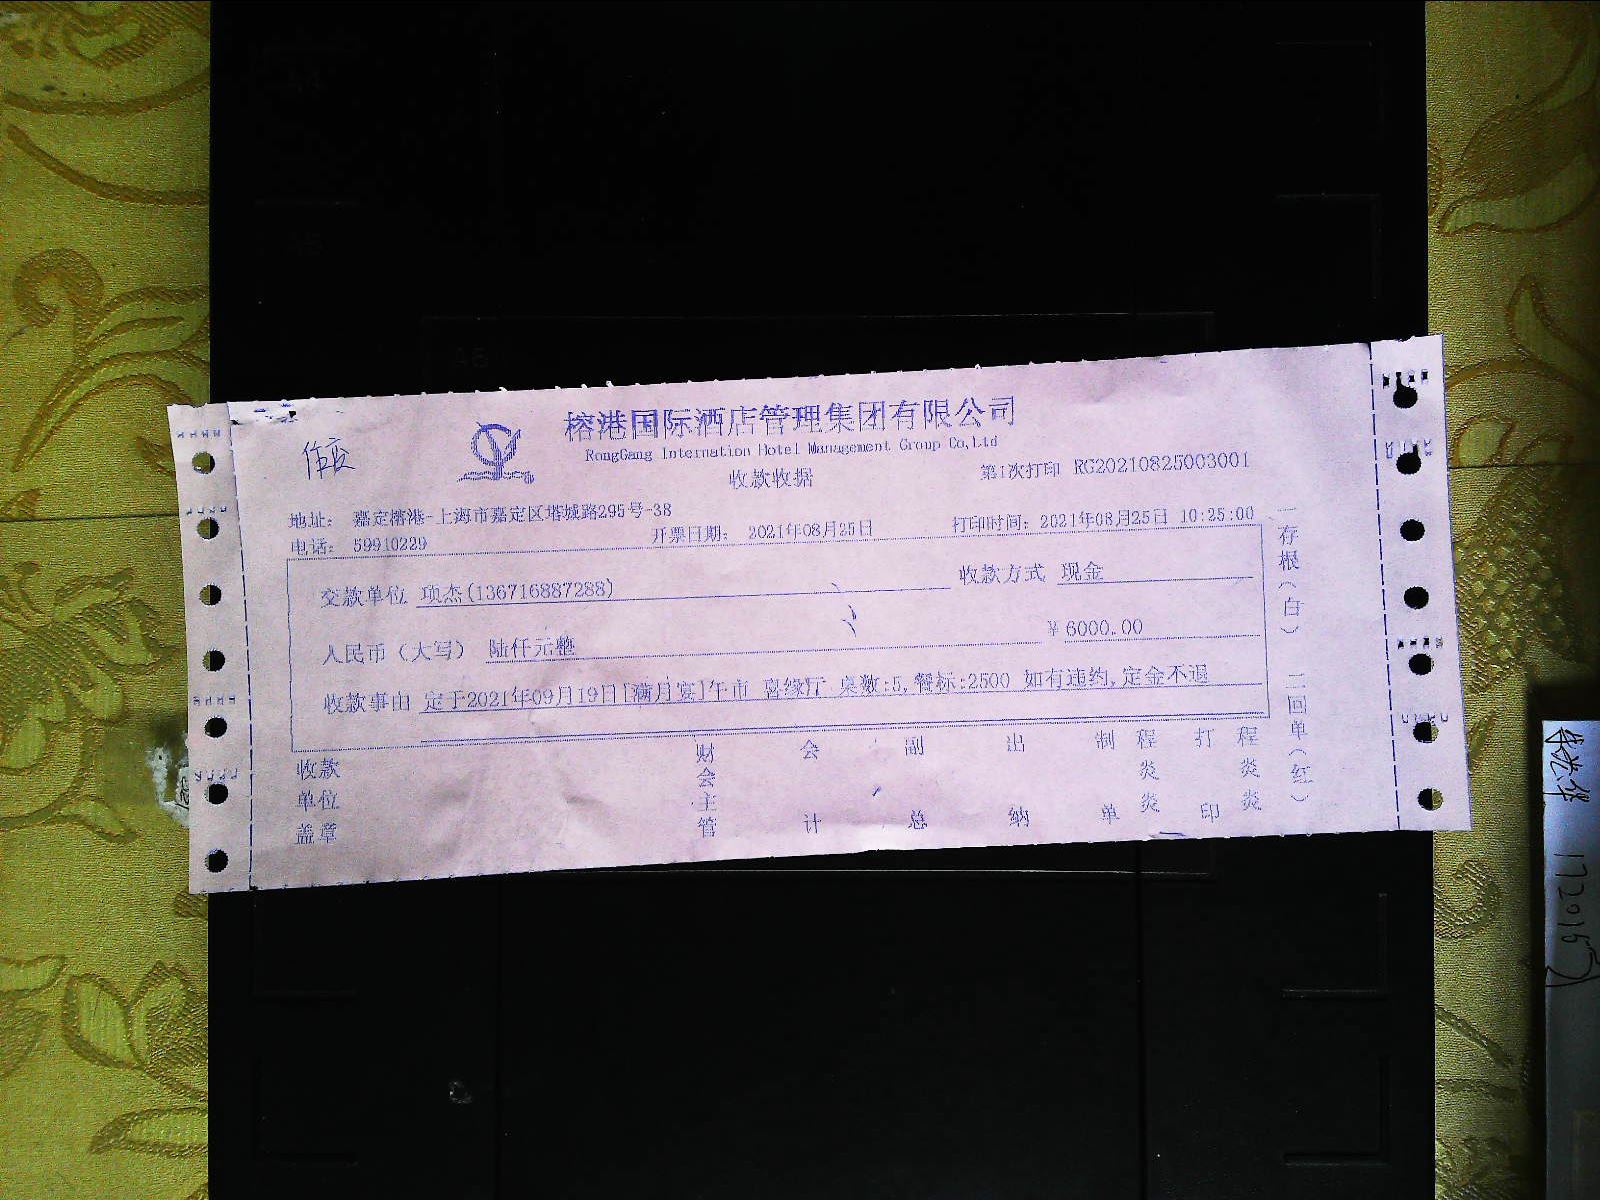 榕港国际酒店管理集团有限公司
RongGang Internation Hotel Management Group Co,Ltd
收款收据
第1次打印 RG20210825003001
地址： 嘉定榕港-上海市嘉定区塔城路295号-38
电话： 59910229
开票日期： 2021年08月25日
打印时间：2021年08月25日 10:25:00
交款单位 项杰(136716887288)
收款方式 现金
人民币（大写） 陆仟元整
￥6000.00
收款事由 定于2021年09月19日[满月宴]午市 喜缘厅 桌数:5,餐标:2500 如有违约,定金不退
收款单位盖章
财会主管
会计
副总
出纳
制单
程炎炎
打印
程炎炎
一存根（白） 二回单（红）
A5
A5
1720165